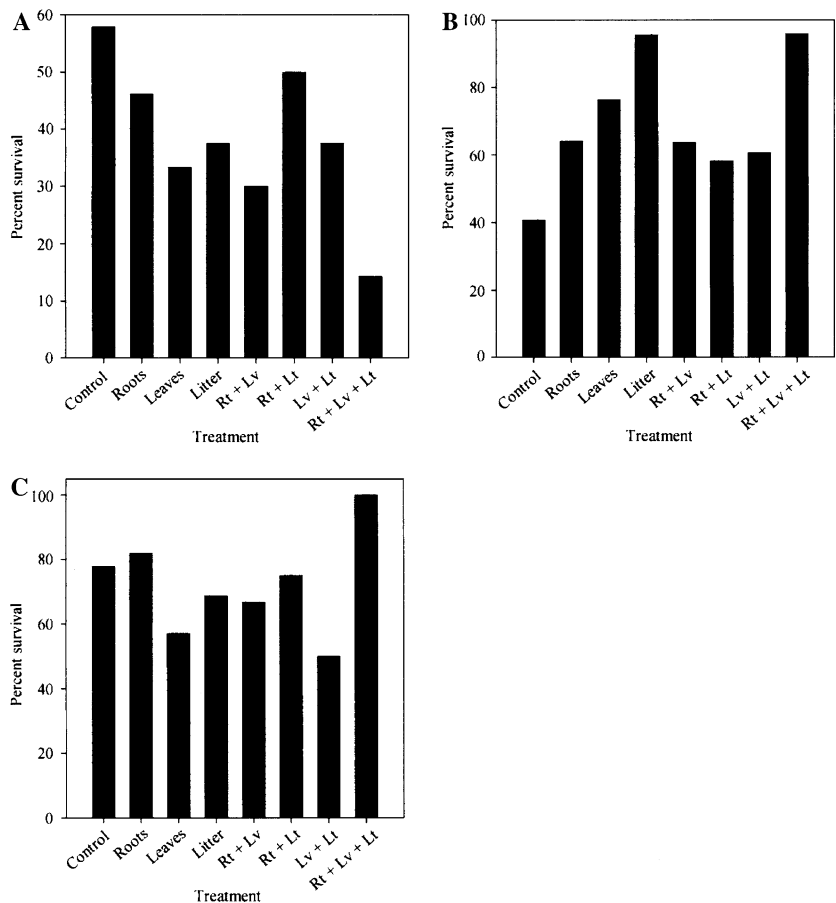 A
60
50
40
30
20
10
0
Percent survival
Control
Roots
Leaves
Litter
Rt + Lv
Rt + Lt
Lv + Lt
Rt + Lv + Lt
Treatment
B
100
80
60
40
20
0
Percent survival
Control
Roots
Leaves
Litter
Rt + Lv
Rt + Lt
Lv + Lt
Rt + Lv + Lt
Treatment
C
100
80
60
40
20
0
Percent survival
Control
Roots
Leaves
Litter
Rt + Lv
Rt + Lt
Lv + Lt
Rt + Lv + Lt
Treatment